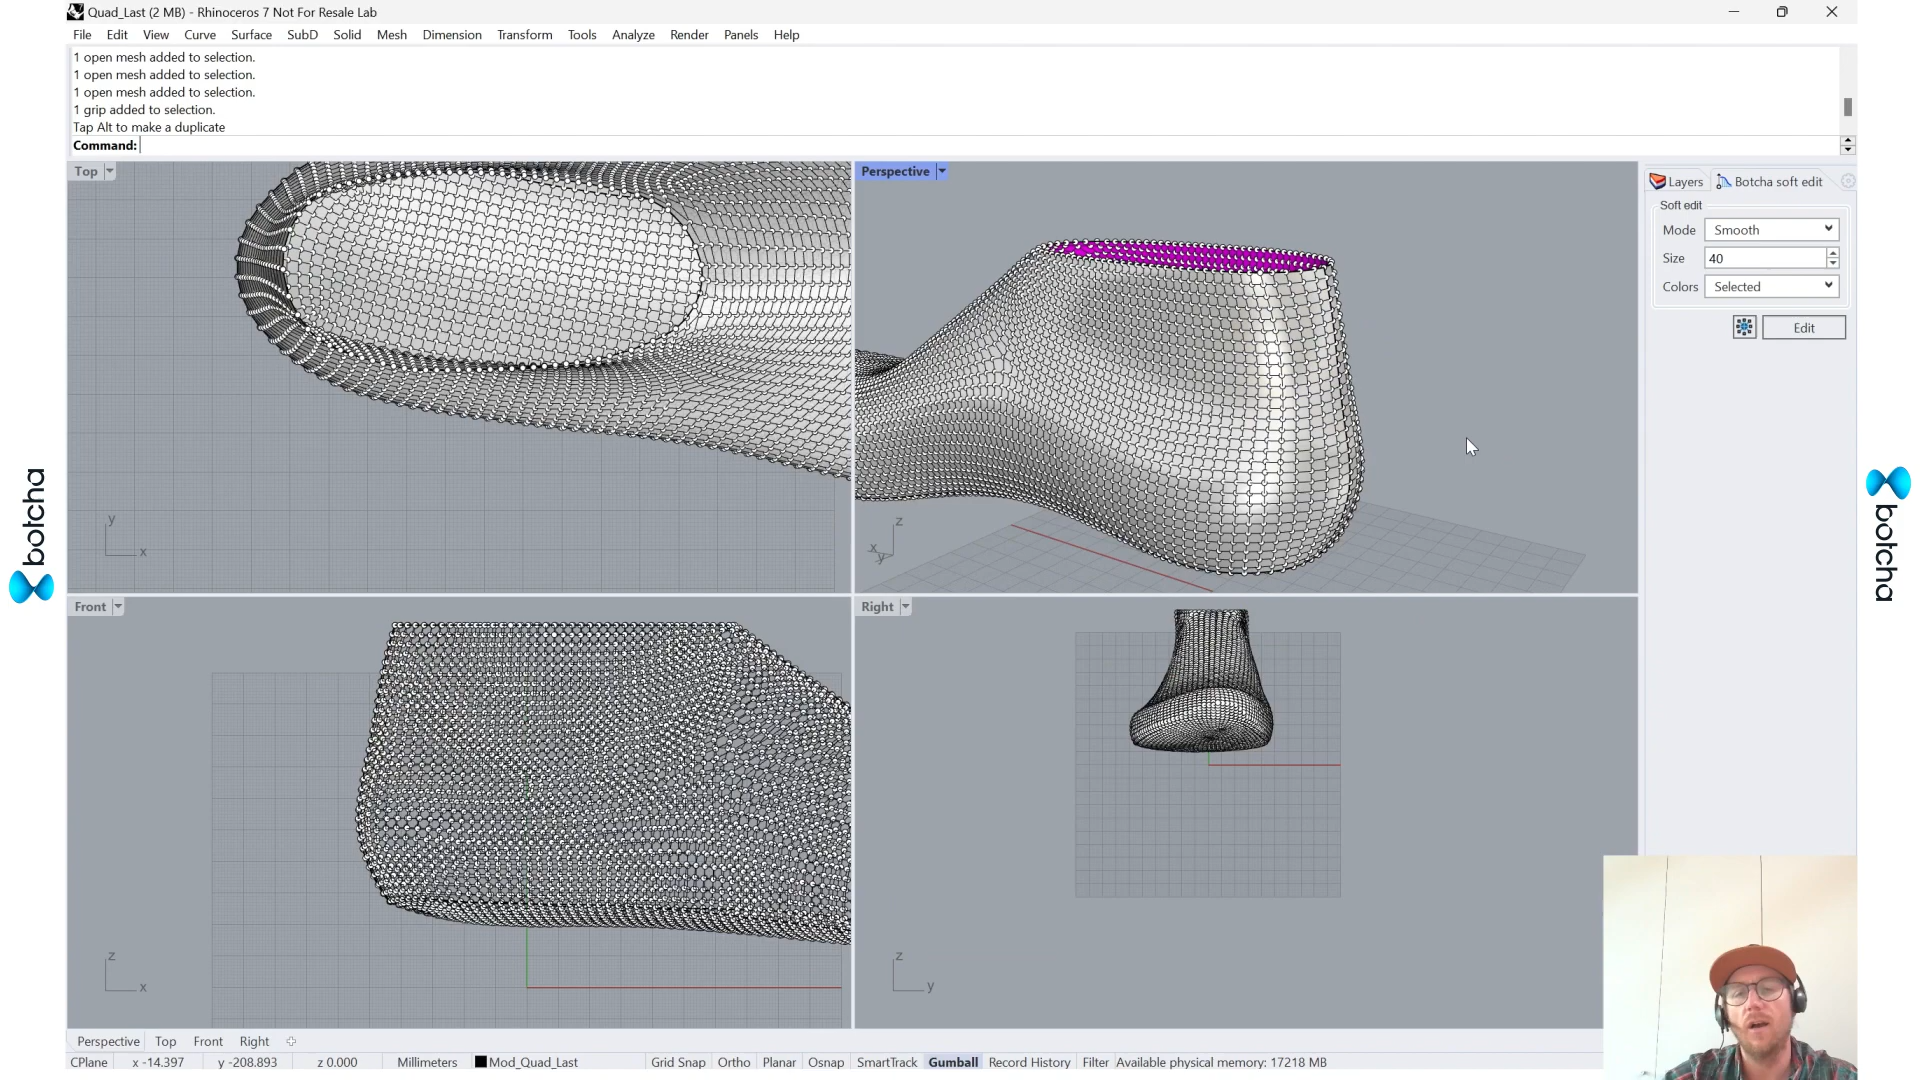 Quad_Last (2 MB) - Rhinoceros 7 Not For Resale Lab
File Edit View Curve Surface SubD Solid Mesh Dimension Transform Tools Analyze Render Panels Help
1 open mesh added to selection.
1 open mesh added to selection.
1 open mesh added to selection.
1 grip added to selection.
Tap Alt to make a duplicate
Command:
Top
Perspective
Layers Botcha soft edit
Soft edit
Mode Smooth
Size 40
Colors Selected
Edit
y
x
z
x
y
botcha
botcha
Front
Right
z
x
z
y
Perspective Top Front Right
CPlane x -14.397 y -208.893 z 0.000 Millimeters Mod_Quad_Last Grid Snap Ortho Planar Osnap SmartTrack Gumball Record History Filter Available physical memory: 17218 MB